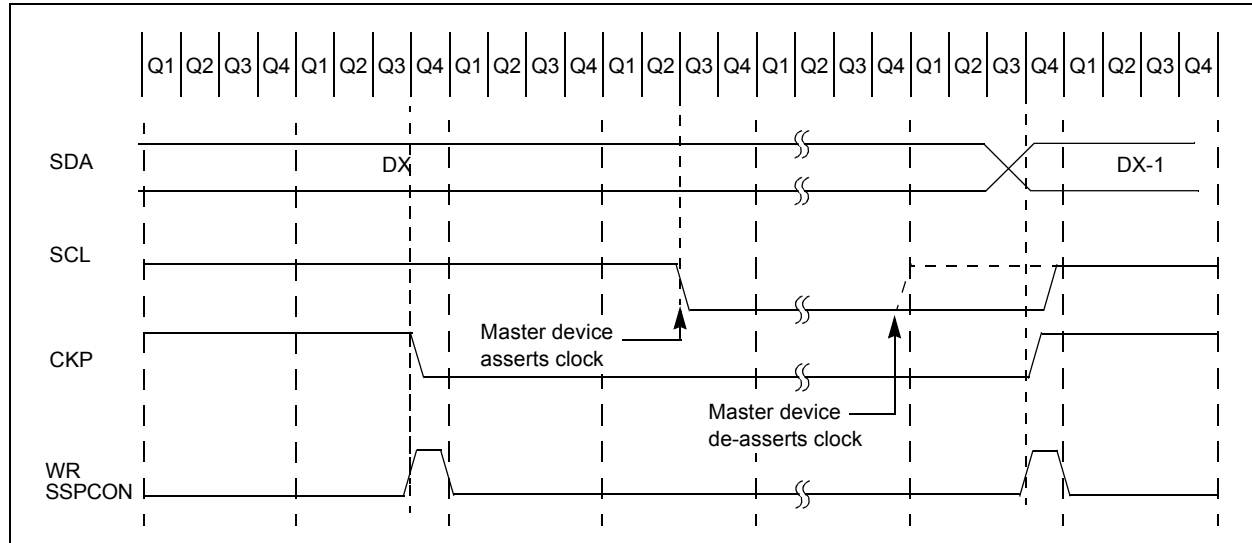 Q1 Q2 Q3 Q4 Q1 Q2 Q3 Q4 Q1 Q2 Q3 Q4 Q1 Q2 Q3 Q4 Q1 Q2 Q3 Q4 Q1 Q2 Q3 Q4 Q1 Q2 Q3 Q4
SDA
DX
DX-1
SCL
Master device
asserts clock
CKP
Master device
de-asserts clock
WR
SSPCON